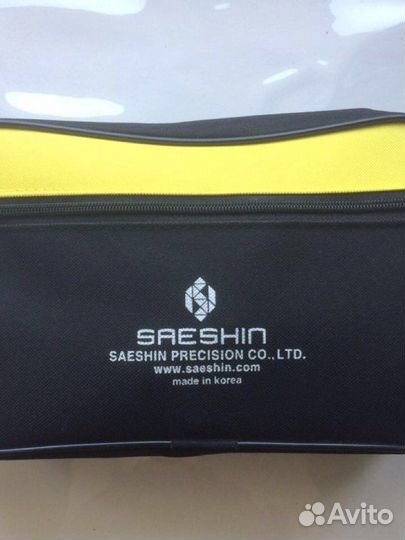 SAESHIN
SAESHIN PRECISION CO.,LTD.
www.saeshin.com
made in korea
Avito